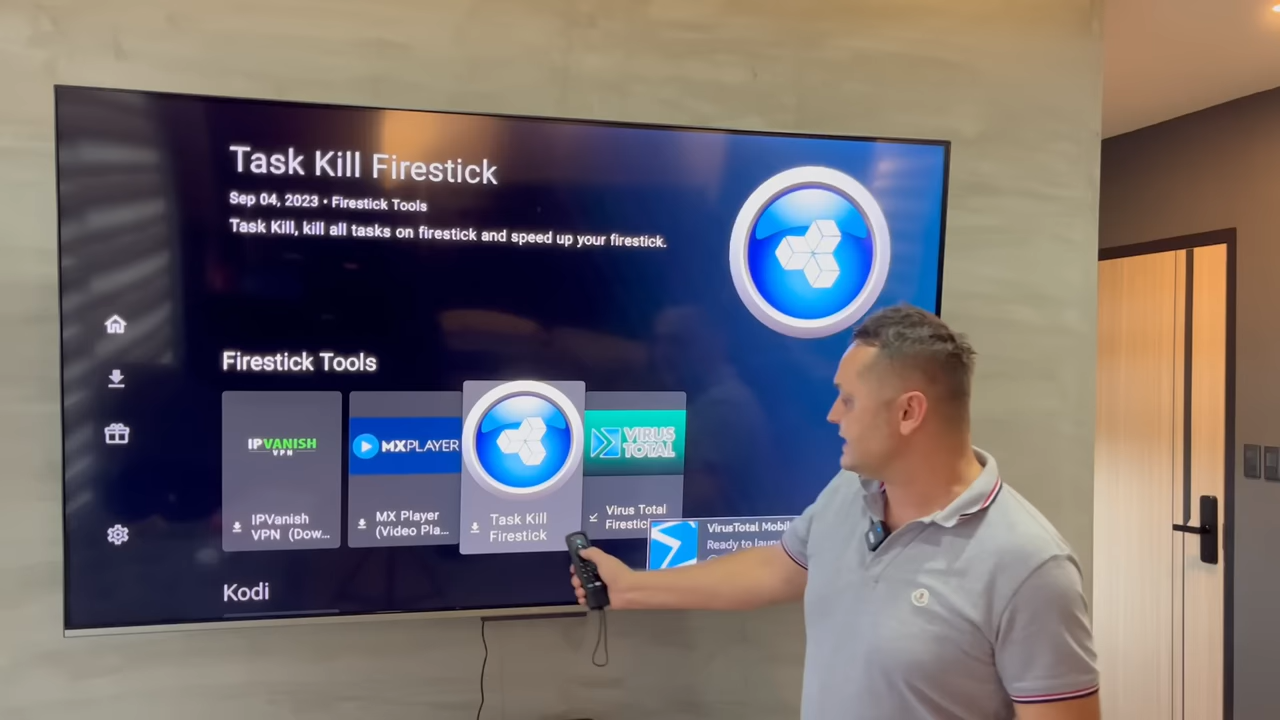 Task Kill Firestick
Sep 04, 2023 • Firestick Tools
Task Kill, kill all tasks on firestick and speed up your firestick.
Firestick Tools
IPVANISH
VPN
MXPLAYER
VIRUS
TOTAL
IPVanish
VPN (Dow...
MX Player
(Video Pla...
Task Kill
Firestick
Virus Total
Firestic
VirusTotal Mobil
Ready to laun
Kodi